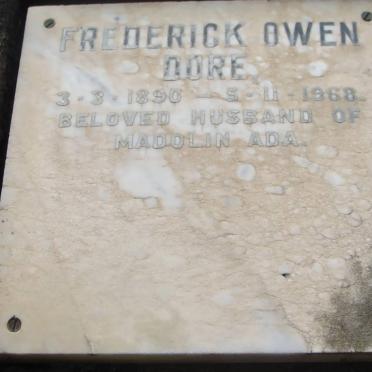 FREDERICK OWEN
DORE.
3 - 3 - 1890 — 5 - 11 - 1968.
BELOVED HUSBAND OF
MADOLIN ADA.